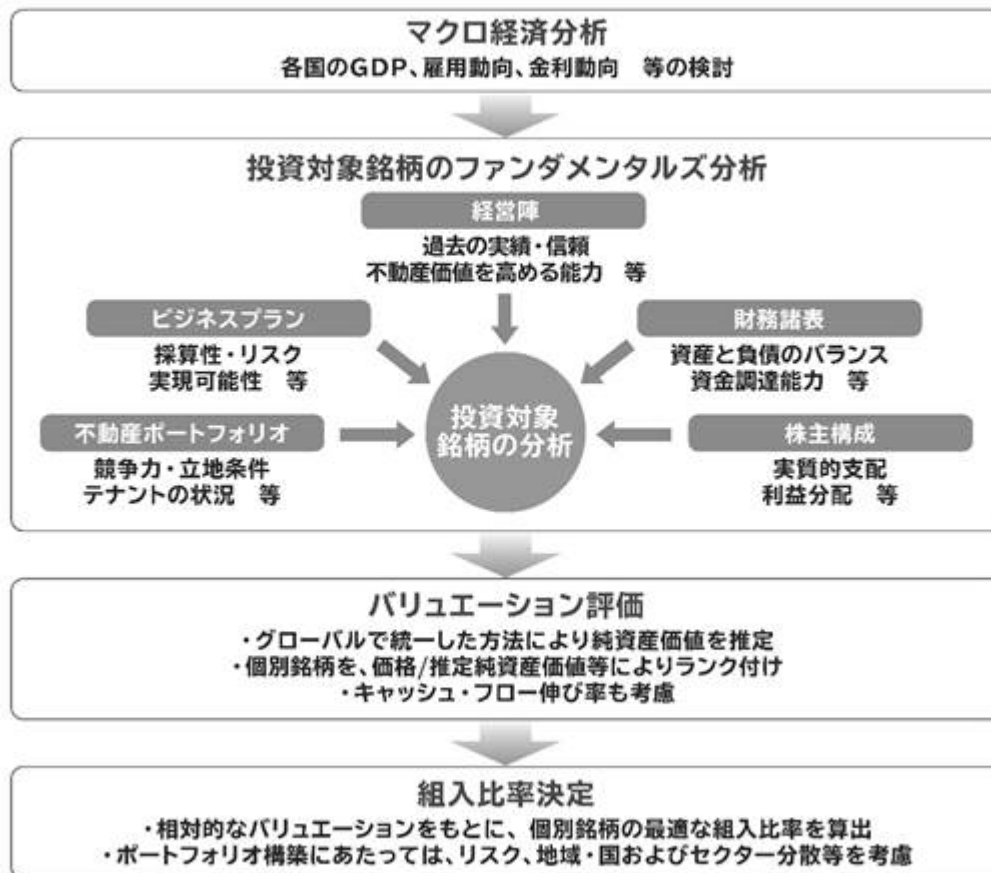 マクロ経済分析
各国のGDP、雇用動向、金利動向　等の検討
投資対象銘柄のファンダメンタルズ分析
経営陣
過去の実績・信頼
不動産価値を高める能力　等
ビジネスプラン
採算性・リスク
実現可能性　等
財務諸表
資産と負債のバランス
資金調達能力　等
投資対象
銘柄の分析
不動産ポートフォリオ
競争力・立地条件
テナントの状況　等
株主構成
実質的支配
利益分配　等
バリュエーション評価
・グローバルで統一した方法により純資産価値を推定
・個別銘柄を、価格/推定純資産価値等によりランク付け
・キャッシュ・フロー伸び率も考慮
組入比率決定
・相対的なバリュエーションをもとに、個別銘柄の最適な組入比率を算出
・ポートフォリオ構築にあたっては、リスク、地域・国およびセクター分散等を考慮